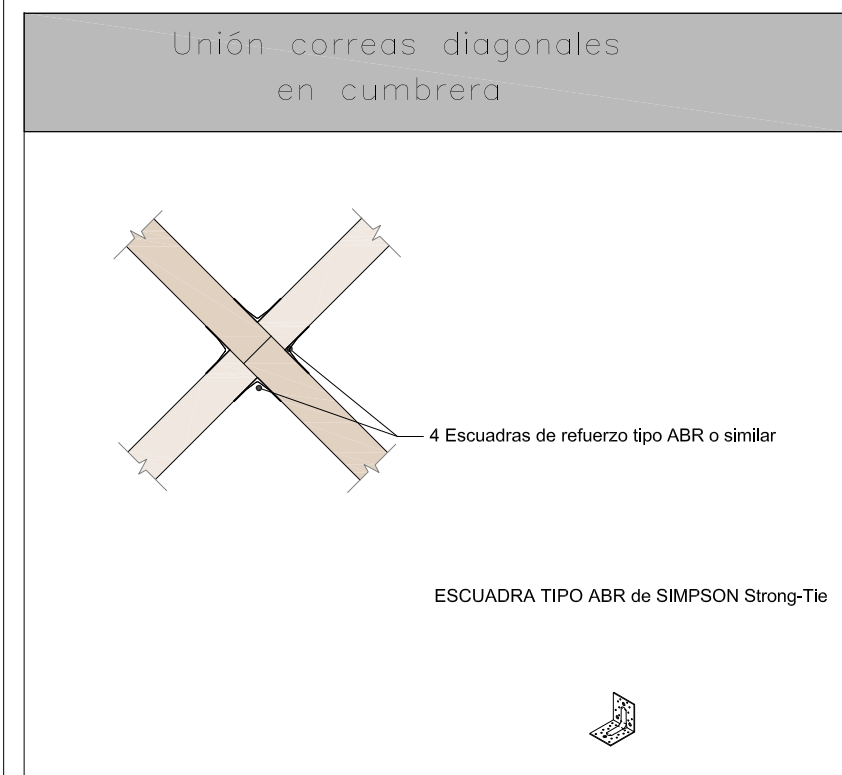 Unión correas diagonales
en cumbrera
4 Escuadras de refuerzo tipo ABR o similar
ESCUADRA TIPO ABR de SIMPSON Strong-Tie